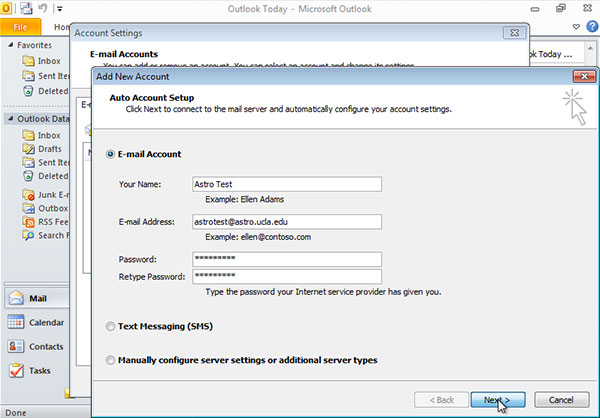 Outlook Today - Microsoft Outlook
File
Account Settings
Favorites
Inbox
Sent
Deleted
E-mail Accounts
You can add or remove an account. You can select an account and change its settings.
Today ...
Add New Account
Auto Account Setup
Click Next to connect to the mail server and automatically configure your account settings.
Outlook Data
Inbox
Drafts
Sent
Deleted
Junk
Outbox
RSS
Search
E-mail Account
Your Name:
Astro Test
Example: Ellen Adams
E-mail Address:
astrotest@astro.ucla.edu
Example: ellen@contoso.com
Password:
*********
Retype Password:
*********
Type the password your Internet service provider has given you.
Text Messaging (SMS)
Manually configure server settings or additional server types
Mail
Calendar
Contacts
Tasks
< Back
Next >
Cancel
Done